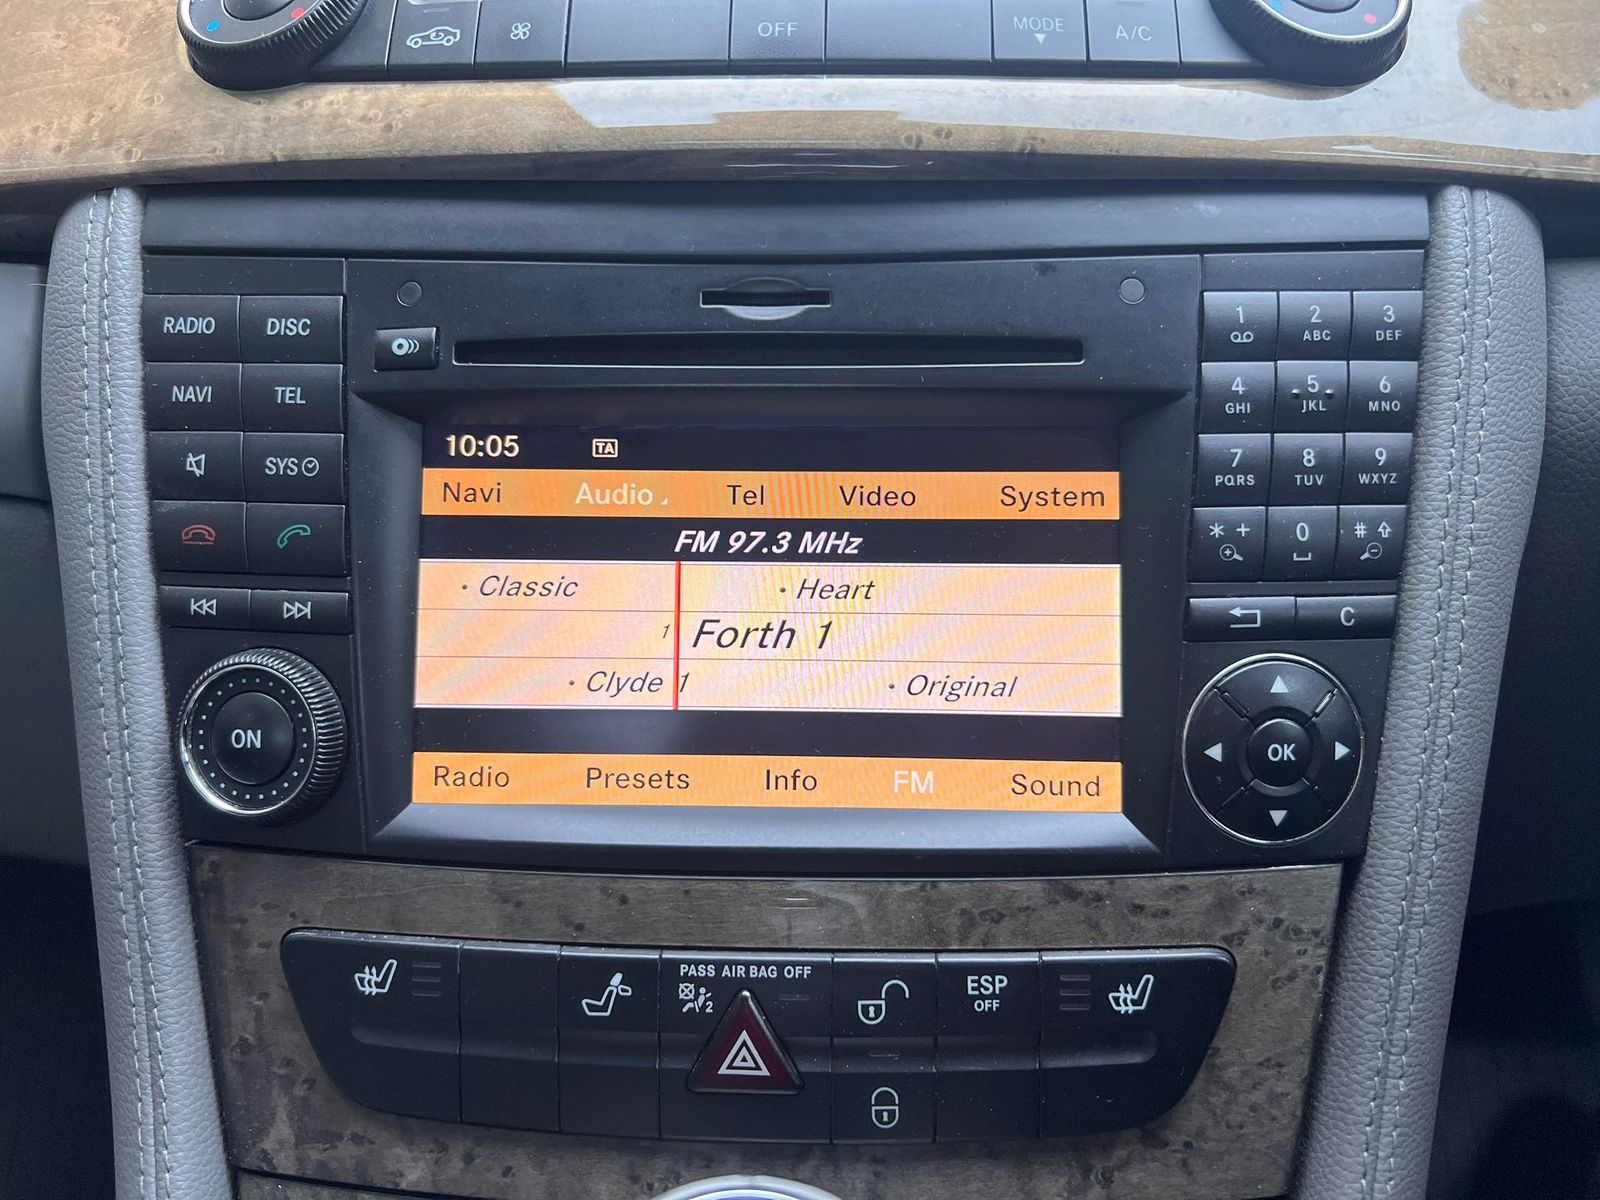 OFF MODE A/C
RADIO DISC
NAVI TEL
SYS
ON
10:05 TA
Navi Audio Tel Video System
FM 97.3 MHz
• Classic • Heart
1 Forth 1
• Clyde 1 • Original
Radio Presets Info FM Sound
1 2 ABC 3 DEF
4 GHI 5 JKL 6 MNO
7 PQRS 8 TUV 9 WXYZ
* + 0 #
C
OK
PASS AIR BAG OFF
2
ESP
OFF